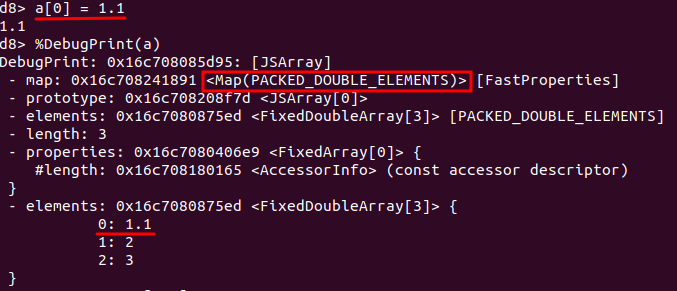 d8> a[0] = 1.1
1.1
d8> %DebugPrint(a)
DebugPrint: 0x16c708085d95: [JSArray]
- map: 0x16c708241891 <Map(PACKED_DOUBLE_ELEMENTS)> [FastProperties]
- prototype: 0x16c708208f7d <JSArray[0]>
- elements: 0x16c7080875ed <FixedDoubleArray[3]> [PACKED_DOUBLE_ELEMENTS]
- length: 3
- properties: 0x16c7080406e9 <FixedArray[0]> {
#length: 0x16c708180165 <AccessorInfo> (const accessor descriptor)
}
- elements: 0x16c7080875ed <FixedDoubleArray[3]> {
0: 1.1
1: 2
2: 3
}